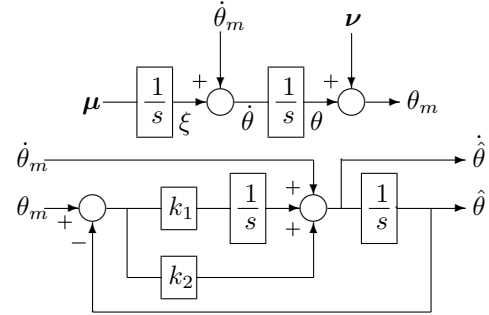 θ̇_m ν
μ 1/s ξ + θ̇ 1/s θ + θ_m
θ̇_m + θ̂̇
θ_m + − k_1 1/s + 1/s θ̂
k_2